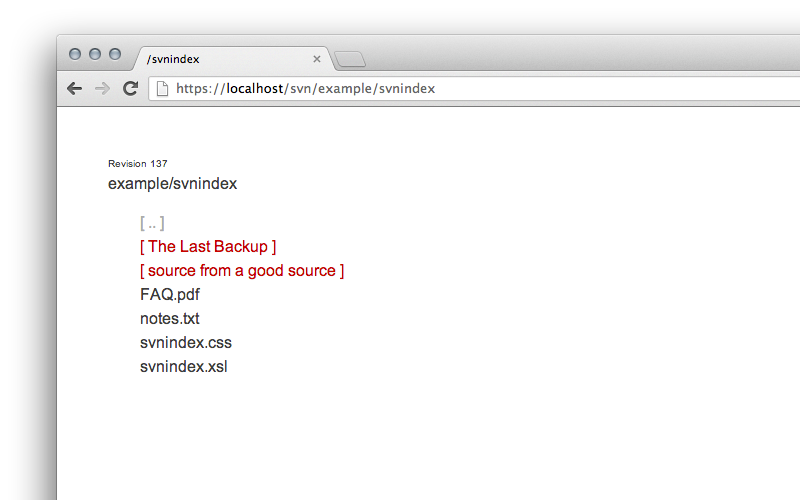 /svnindex
https://localhost/svn/example/svnindex
Revision 137
example/svnindex
[ .. ]
[ The Last Backup ]
[ source from a good source ]
FAQ.pdf
notes.txt
svnindex.css
svnindex.xsl